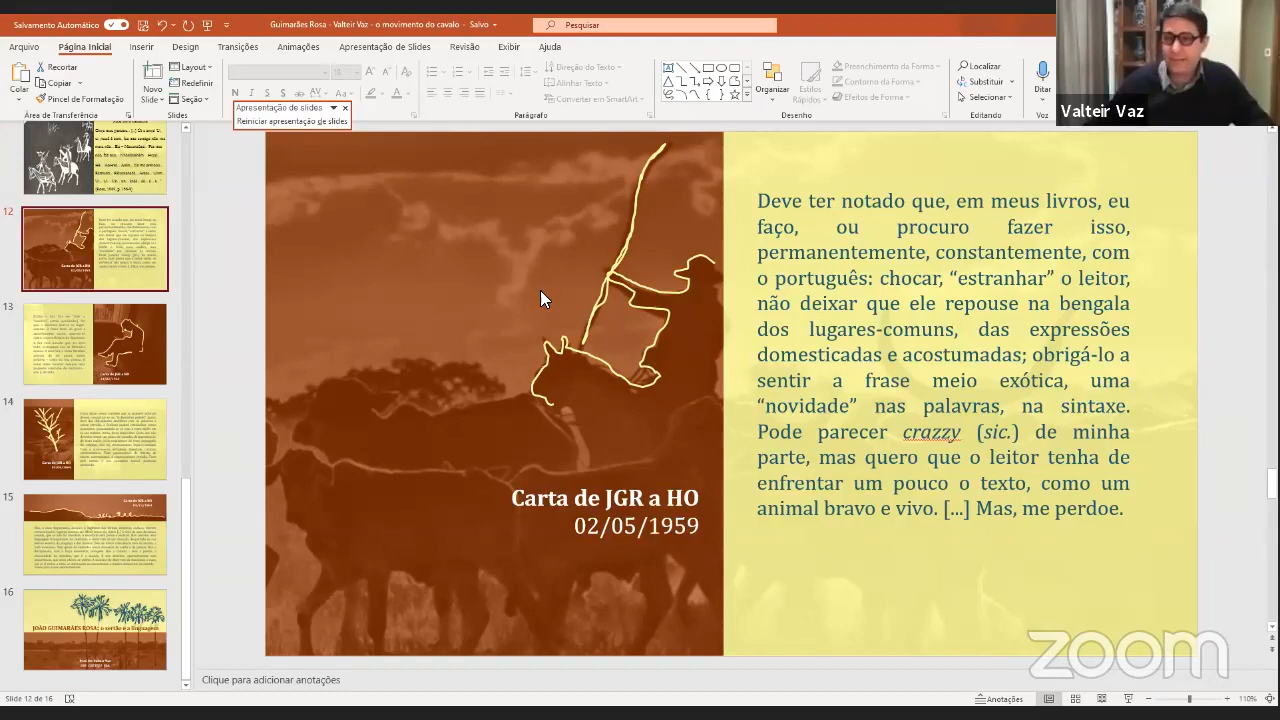 Salvamento Automático
Guimarães Rosa - Valteir Vaz - o movimento do cavalo - Salvo
Pesquisar
Arquivo
Página Inicial
Inserir
Design
Transições
Animações
Apresentação de Slides
Revisão
Exibir
Ajuda
Colar
Recortar
Copiar
Pincel de Formatação
Área de Transferência
Novo Slide
Layout
Redefinir
Seção
Slides
Apresentação de slides
Reiniciar apresentação de slides
Direção do Texto
Alinhar Texto
Converter em SmartArt
Parágrafo
Organizar
Estilos Rápidos
Preenchimento da Forma
Contorno da Forma
Efeitos de Forma
Desenho
Localizar
Substituir
Selecionar
Editando
Ditar
Voz
Valteir Vaz
12
13
14
15
16
JOÃO GUIMARÃES ROSA: o sertão e a linguagem
Carta de JGR a HO
02/05/1959
Deve ter notado que, em meus livros, eu
faço, ou procuro fazer isso,
permanentemente, constantemente, com
o português: chocar, “estranhar” o leitor,
não deixar que ele repouse na bengala
dos lugares-comuns, das expressões
domesticadas e acostumadas; obrigá-lo a
sentir a frase meio exótica, uma
“novidade” nas palavras, na sintaxe.
Pode parecer crazzy (sic.) de minha
parte, mas quero que o leitor tenha de
enfrentar um pouco o texto, como um
animal bravo e vivo. [...] Mas, me perdoe.
zoom
Clique para adicionar anotações
Slide 12 de 16
Anotações
110%